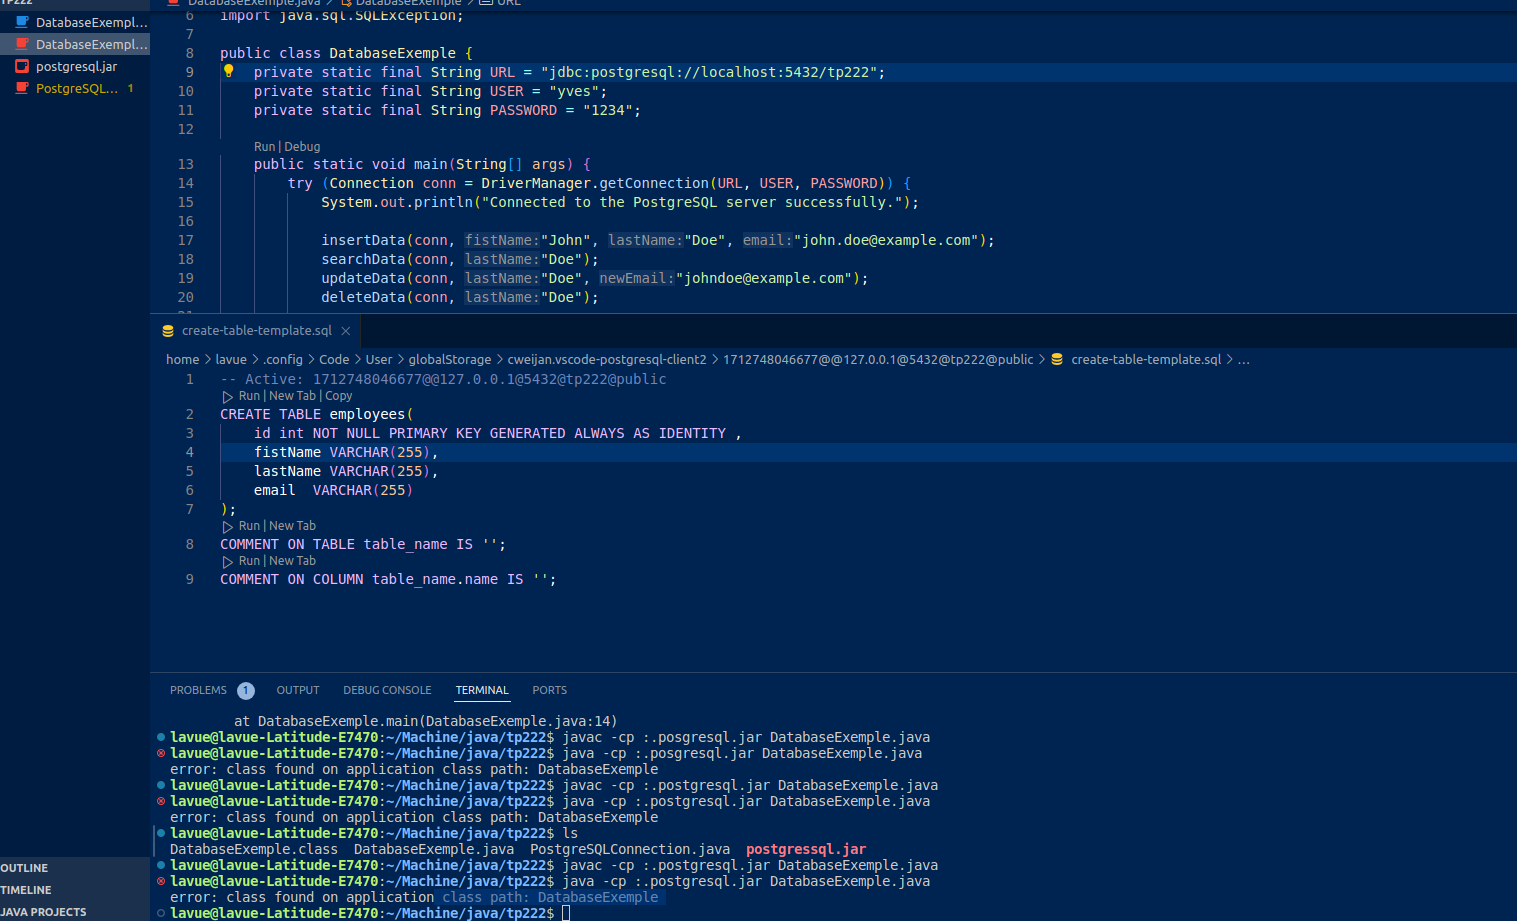 TP222
DatabaseExempl...
DatabaseExempl...
postgresql.jar
PostgreSQL... 1
OUTLINE
TIMELINE
JAVA PROJECTS
DatabaseExemple.java > DatabaseExemple > URL
6 import java.sql.SQLException;
7
8 public class DatabaseExemple {
9 private static final String URL = "jdbc:postgresql://localhost:5432/tp222";
10 private static final String USER = "yves";
11 private static final String PASSWORD = "1234";
12
Run | Debug
13 public static void main(String[] args) {
14 try (Connection conn = DriverManager.getConnection(URL, USER, PASSWORD)) {
15 System.out.println("Connected to the PostgreSQL server successfully.");
16
17 insertData(conn, fistName:"John", lastName:"Doe", email:"john.doe@example.com");
18 searchData(conn, lastName:"Doe");
19 updateData(conn, lastName:"Doe", newEmail:"johndoe@example.com");
20 deleteData(conn, lastName:"Doe");
21
create-table-template.sql
home > lavue > .config > Code > User > globalStorage > cweijan.vscode-postgresql-client2 > 1712748046677@@127.0.0.1@5432@tp222@public > create-table-template.sql > ...
1 -- Active: 1712748046677@@127.0.0.1@5432@tp222@public
Run | New Tab | Copy
2 CREATE TABLE employees(
3 id int NOT NULL PRIMARY KEY GENERATED ALWAYS AS IDENTITY ,
4 fistName VARCHAR(255),
5 lastName VARCHAR(255),
6 email  VARCHAR(255)
7 );
Run | New Tab
8 COMMENT ON TABLE table_name IS '';
Run | New Tab
9 COMMENT ON COLUMN table_name.name IS '';
PROBLEMS 1 OUTPUT DEBUG CONSOLE TERMINAL PORTS
at DatabaseExemple.main(DatabaseExemple.java:14)
lavue@lavue-Latitude-E7470:~/Machine/java/tp222$ javac -cp :.posgresql.jar DatabaseExemple.java
lavue@lavue-Latitude-E7470:~/Machine/java/tp222$ java -cp :.posgresql.jar DatabaseExemple.java
error: class found on application class path: DatabaseExemple
lavue@lavue-Latitude-E7470:~/Machine/java/tp222$ javac -cp :.postgresql.jar DatabaseExemple.java
lavue@lavue-Latitude-E7470:~/Machine/java/tp222$ java -cp :.postgresql.jar DatabaseExemple.java
error: class found on application class path: DatabaseExemple
lavue@lavue-Latitude-E7470:~/Machine/java/tp222$ ls
DatabaseExemple.class  DatabaseExemple.java  PostgreSQLConnection.java  postgressql.jar
lavue@lavue-Latitude-E7470:~/Machine/java/tp222$ javac -cp :.postgresql.jar DatabaseExemple.java
lavue@lavue-Latitude-E7470:~/Machine/java/tp222$ java -cp :.postgresql.jar DatabaseExemple.java
error: class found on application class path: DatabaseExemple
lavue@lavue-Latitude-E7470:~/Machine/java/tp222$